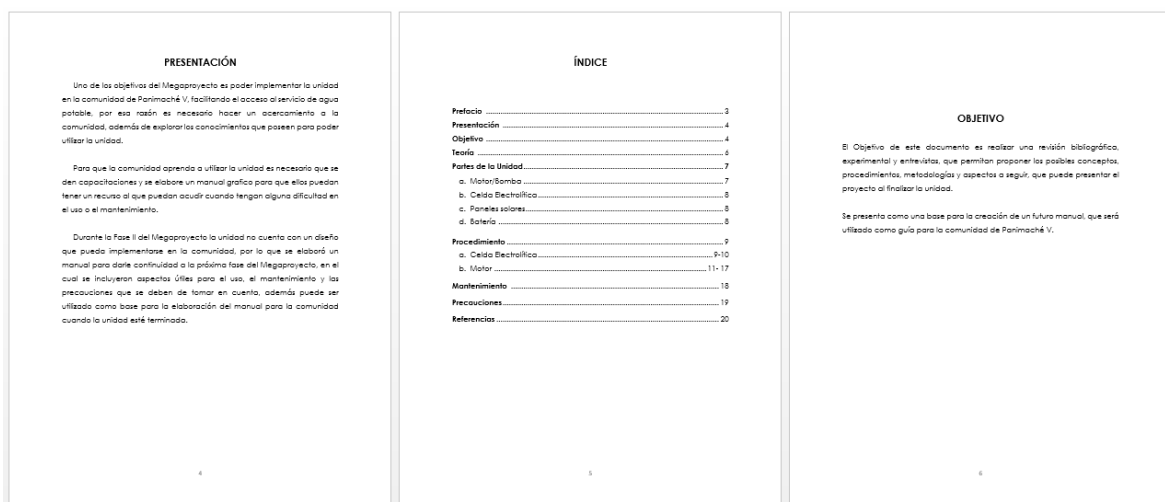 PRESENTACIÓN
Uno de los objetivos del Megaproyecto es poder implementar la unidad
en la comunidad de Panimaché V, facilitando el acceso al servicio de agua
potable, por esa razón es necesario hacer un acercamiento a la
comunidad, además de explorar los conocimientos que poseen para poder
utilizar la unidad.
Para que la comunidad aprenda a utilizar la unidad es necesario que se
den capacitaciones y se elabore un manual grafico para que ellos puedan
tener un recurso al que puedan acudir cuando tengan alguna dificultad en
el uso o el mantenimiento.
Durante la Fase II del Megaproyecto la unidad no cuenta con un diseño
que pueda implementarse en la comunidad, por lo que se elaboró un
manual para darle continuidad a la próxima fase del Megaproyecto, en el
cual se incluyeron aspectos útiles para el uso, el mantenimiento y las
precauciones que se deben de tomar en cuenta, además puede ser
utilizado como base para la elaboración del manual para la comunidad
cuando la unidad esté terminada.
4
ÍNDICE
Prefacio ... 3
Presentación ... 4
Objetivo ... 4
Teoría ... 6
Partes de la Unidad ... 7
a. Motor/Bomba ... 7
b. Celda Electrolítica ... 8
c. Paneles solares ... 8
d. Batería ... 8
Procedimiento ... 9
a. Celda Electrolítica ... 9-10
b. Motor ... 11- 17
Mantenimiento ... 18
Precauciones ... 19
Referencias ... 20
5
OBJETIVO
El Objetivo de este documento es realizar una revisión bibliográfica,
experimental y entrevistas, que permitan proponer los posibles conceptos,
procedimientos, metodologías y aspectos a seguir, que puede presentar el
proyecto al finalizar la unidad.
Se presenta como una base para la creación de un futuro manual, que será
utilizado como guía para la comunidad de Panimaché V.
6